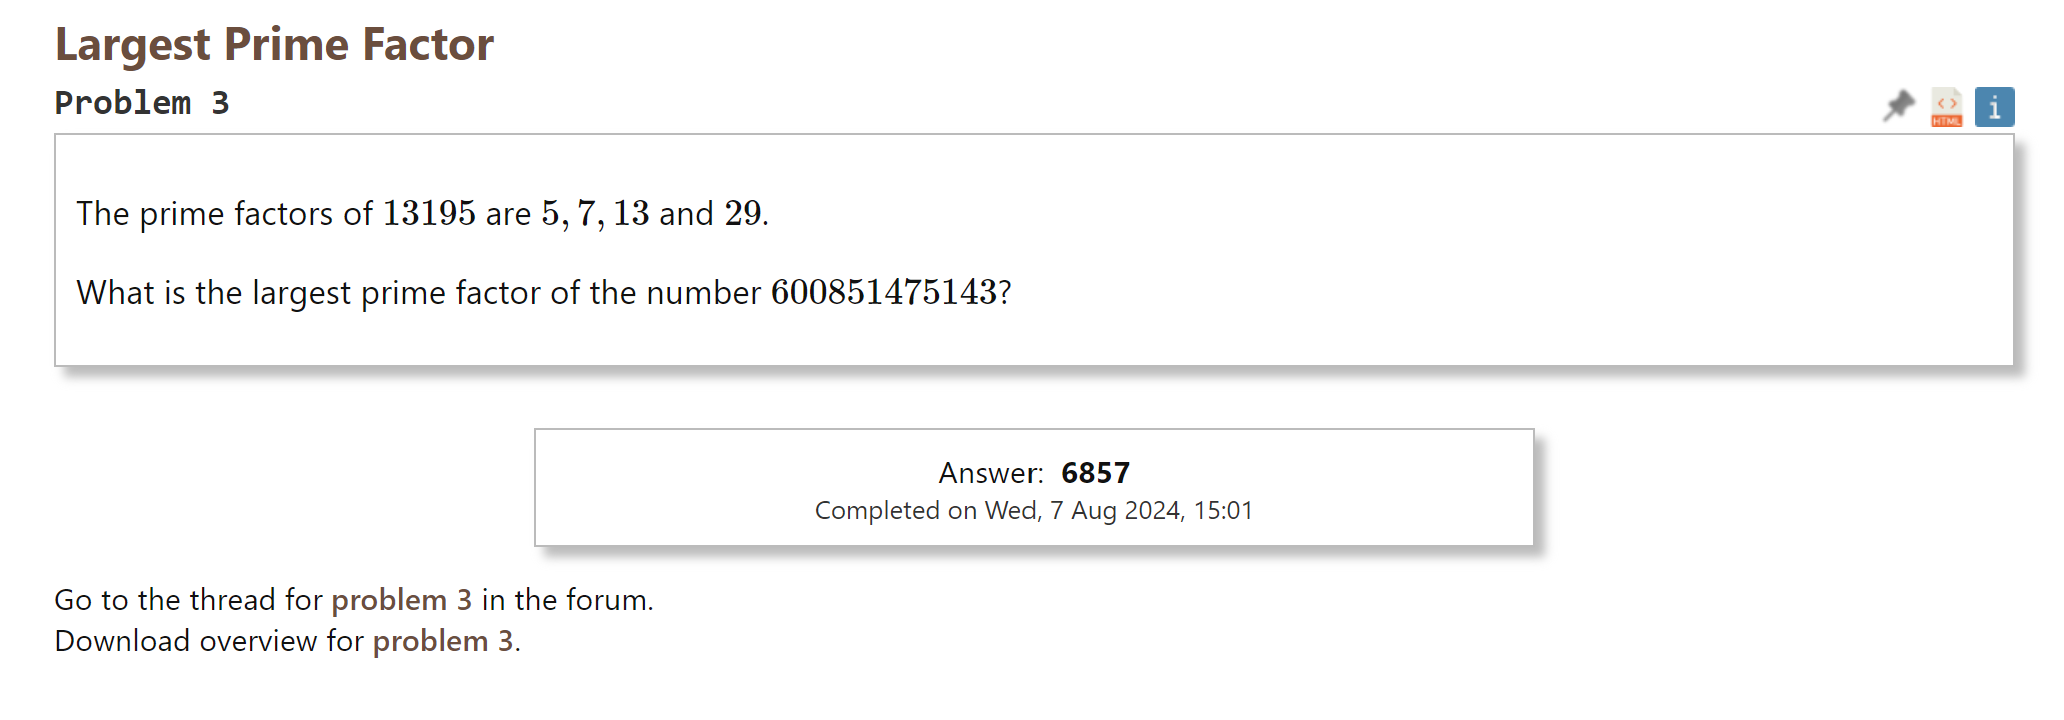 Largest Prime Factor
Problem 3
HTML
i
The prime factors of 13195 are 5, 7, 13 and 29.
What is the largest prime factor of the number 600851475143?
Answer: 6857
Completed on Wed, 7 Aug 2024, 15:01
Go to the thread for problem 3 in the forum.
Download overview for problem 3.